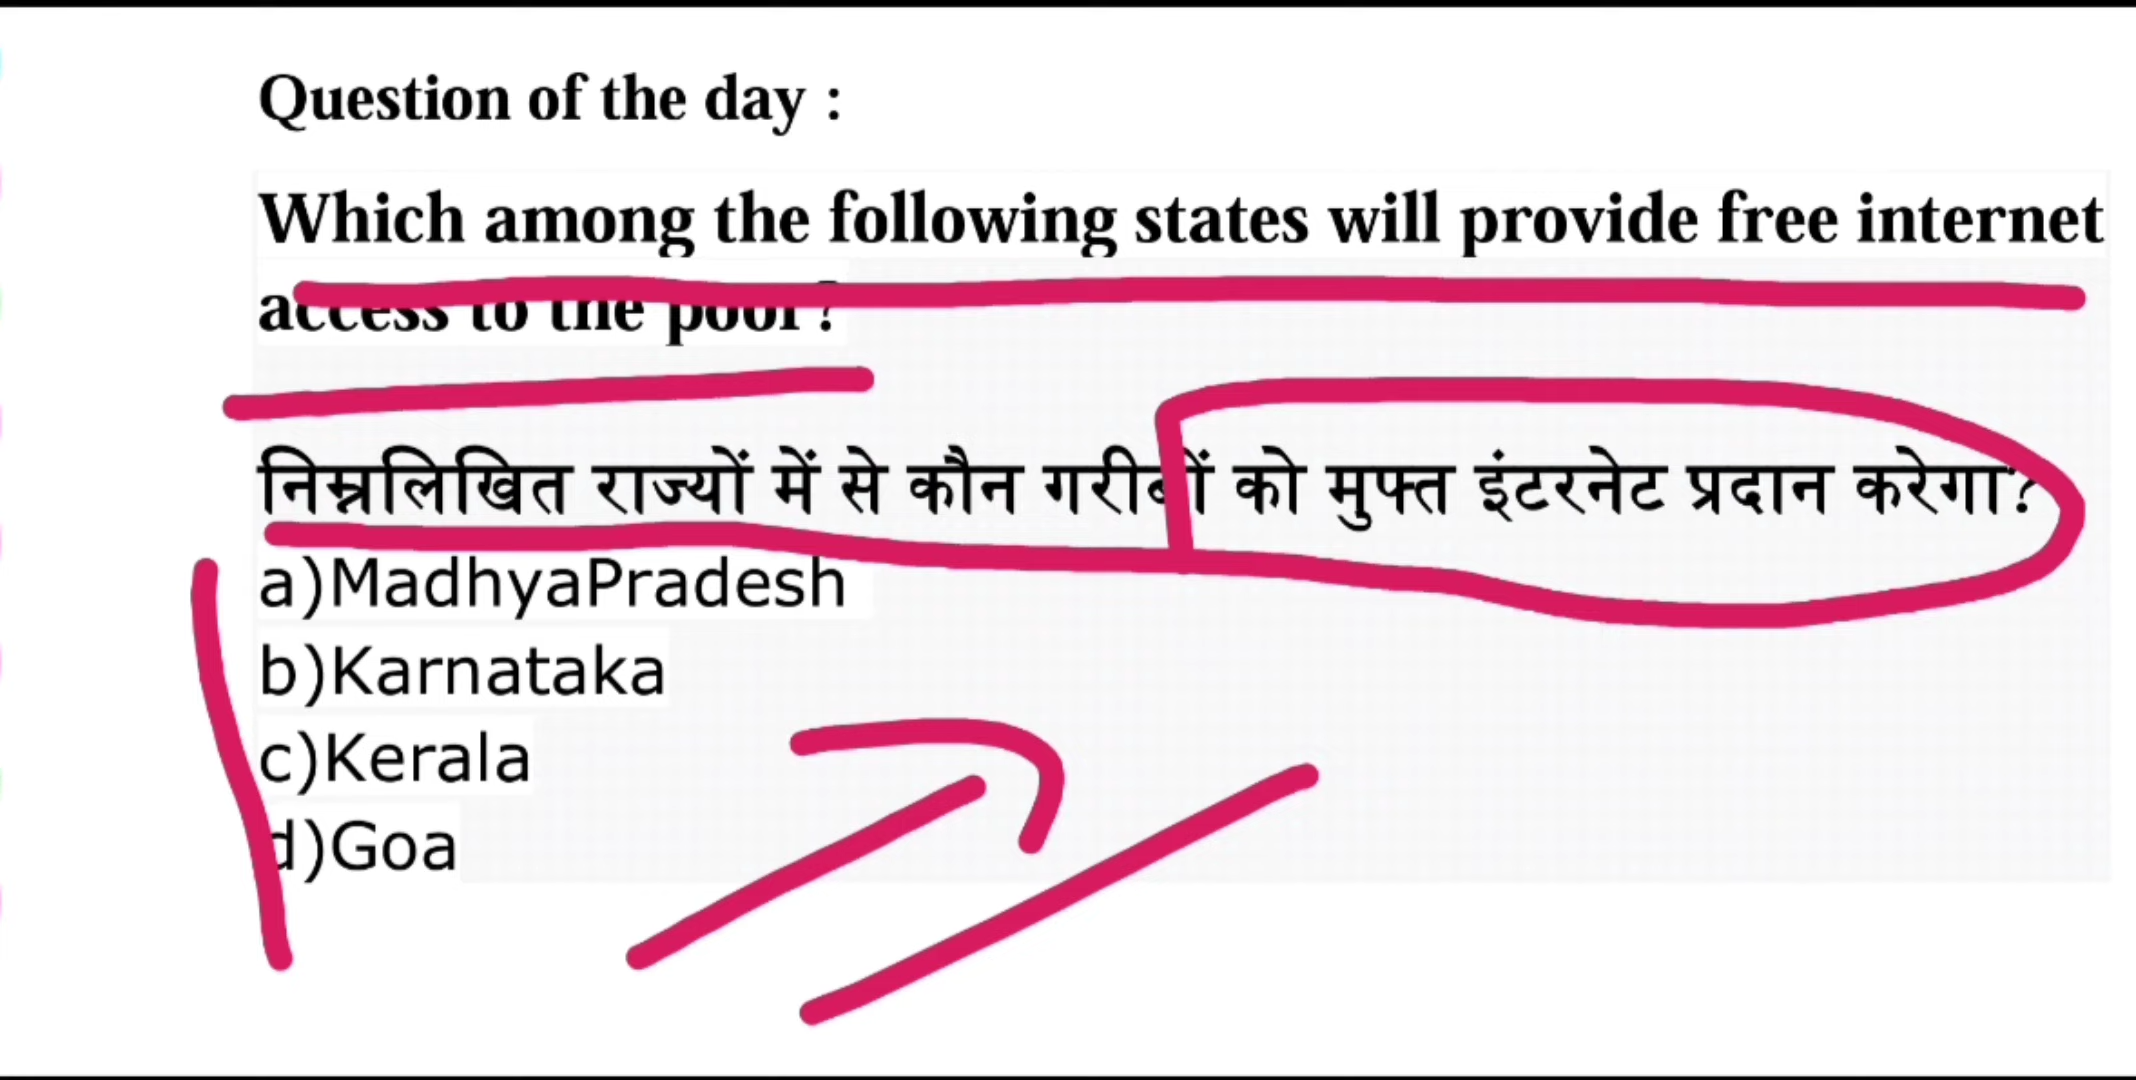 Question of the day :
Which among the following states will provide free internet
access to the poor?
निम्नलिखित राज्यों में से कौन गरीबों को मुफ्त इंटरनेट प्रदान करेगा?
a)MadhyaPradesh
b)Karnataka
c)Kerala
d)Goa